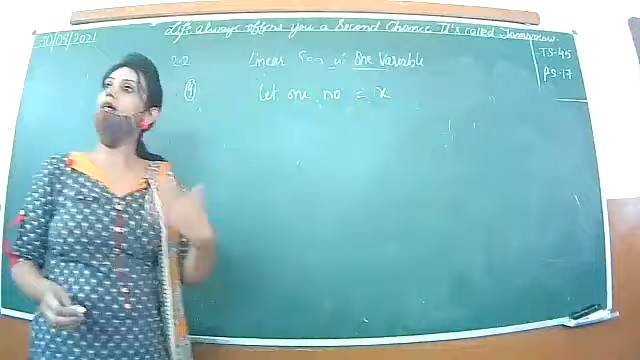 Life always offers you a Second Chance It's called Tomorrow
30/09/2021
TS-45
PS-17
2.2 Linear Eqn in One Variable
④ Let one no = x